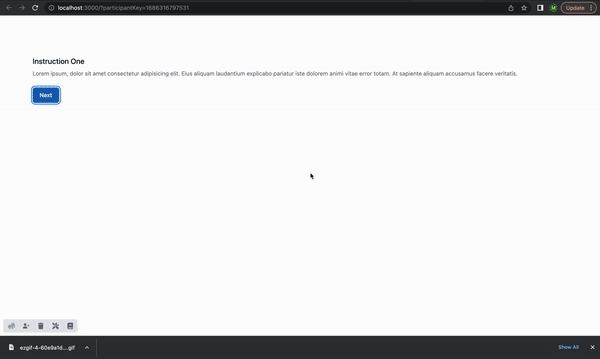 localhost:3000/?participantKey=1686316797531
M
Update
Instruction One
Lorem ipsum, dolor sit amet consectetur adipisicing elit. Eius aliquam laudantium explicabo pariatur iste dolorem animi vitae error totam. At sapiente aliquam accusamus facere veritatis.
Next
ezgif-4-60e9a1d....gif
Show All